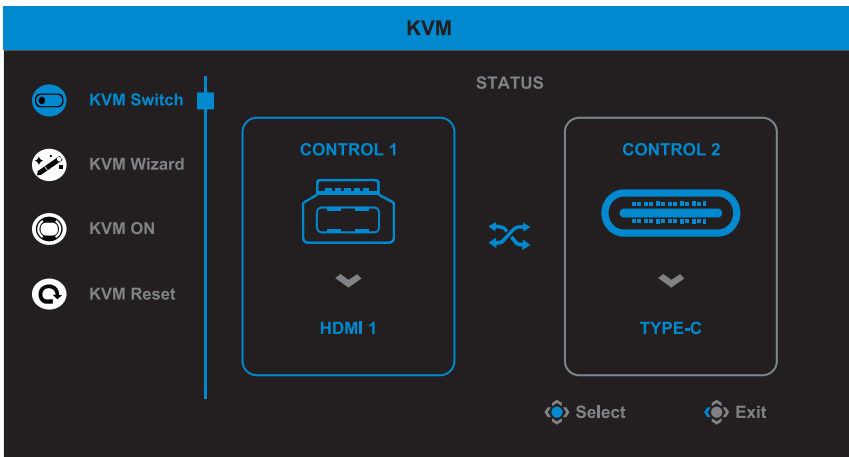 KVM
STATUS
KVM Switch
KVM Wizard
KVM ON
KVM Reset
CONTROL 1
HDMI 1
CONTROL 2
TYPE-C
Select
Exit